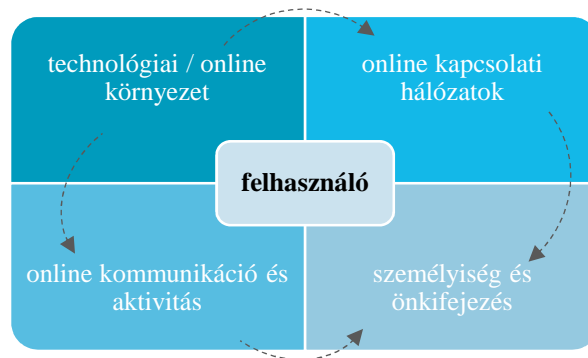 technológiai / online
környezet
online kapcsolati
hálózatok
felhasználó
online kommunikáció és
aktivitás
személyiség és
önkifejezés